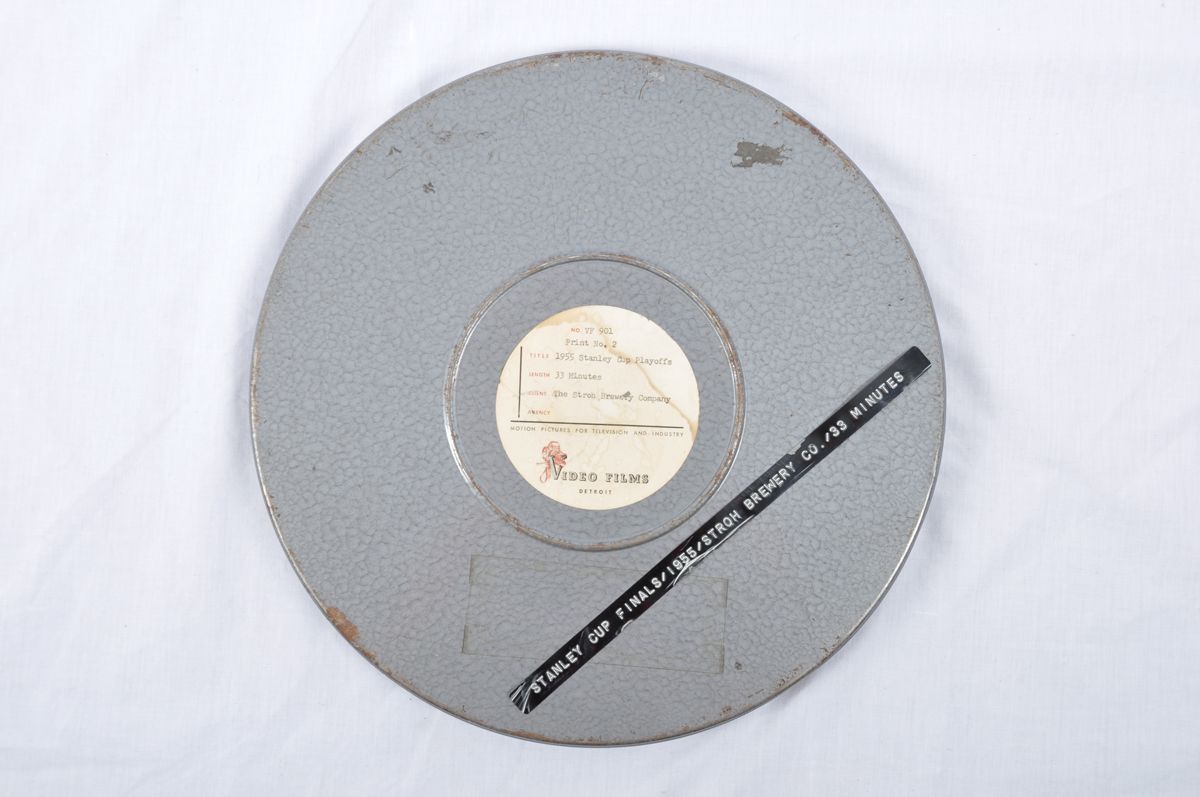 NO. VF 901
Print No. 2
TITLE 1955 Stanley Cup Playoffs
LENGTH 33 Minutes
CLIENT The Stroh Brewery Company
AGENCY
MOTION PICTURES FOR TELEVISION AND INDUSTRY
VIDEO FILMS
DETROIT
STANLEY CUP FINALS/1955/STROH BREWERY CO./33 MINUTES